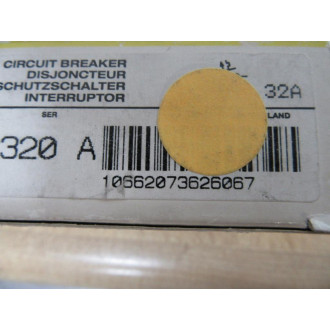 CIRCUIT BREAKER
DISJONCTEUR
SCHUTZSCHALTER
INTERRUPTOR
32A
SER
LAND
320 A
10662073626067